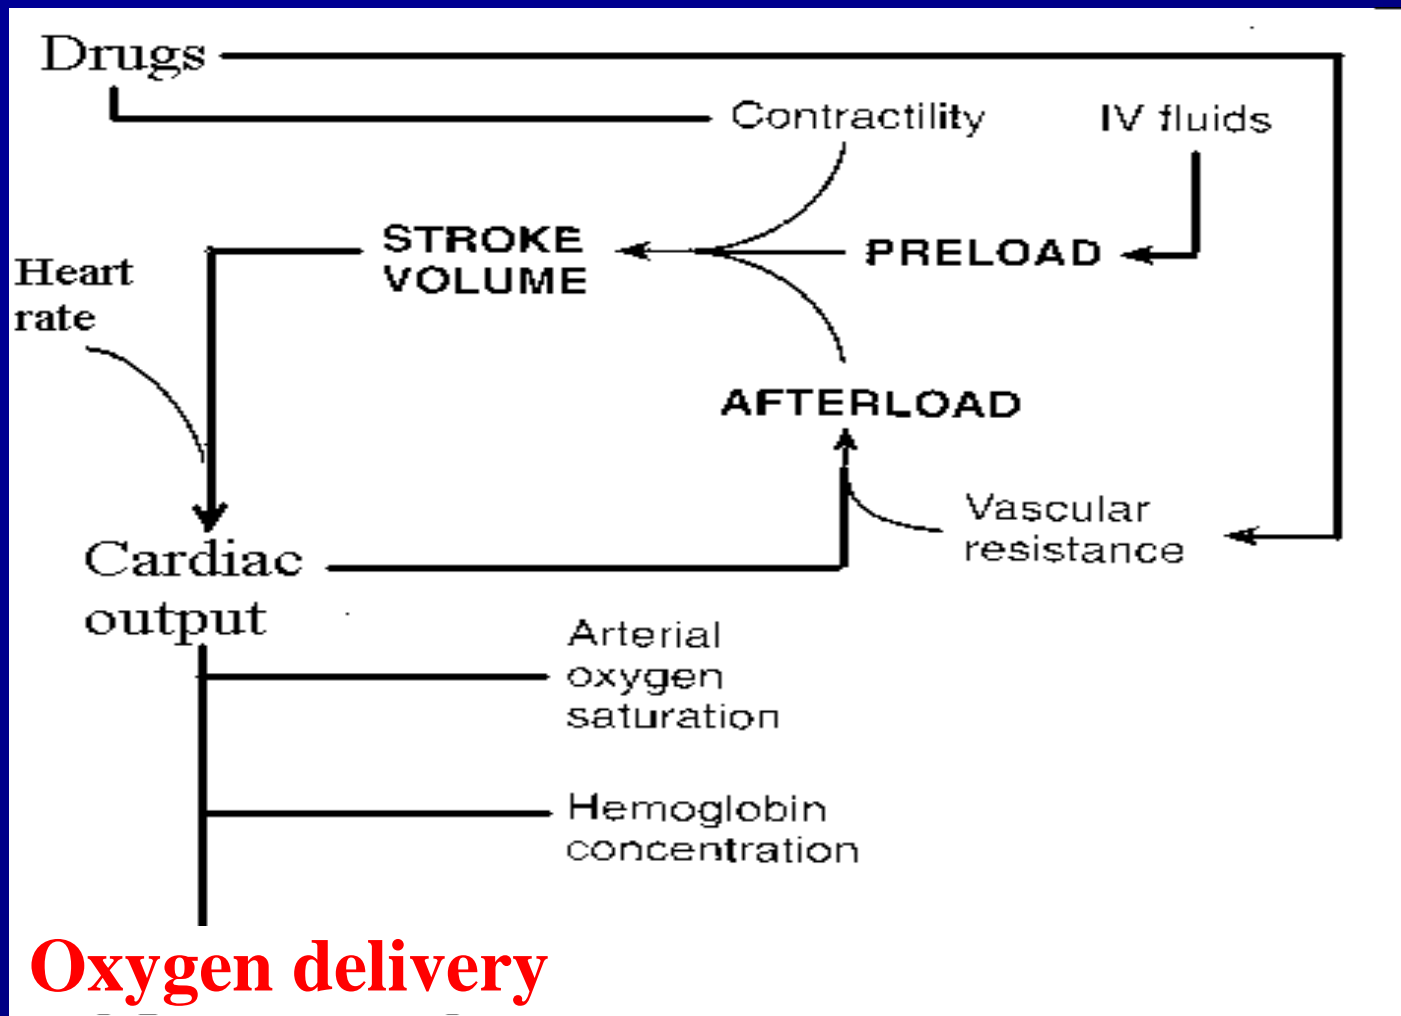 Drugs
Contractility
IV fluids
STROKE
VOLUME
PRELOAD
Heart
rate
AFTERLOAD
Vascular
resistance
Cardiac
output
Arterial
oxygen
saturation
Hemoglobin
concentration
Oxygen delivery